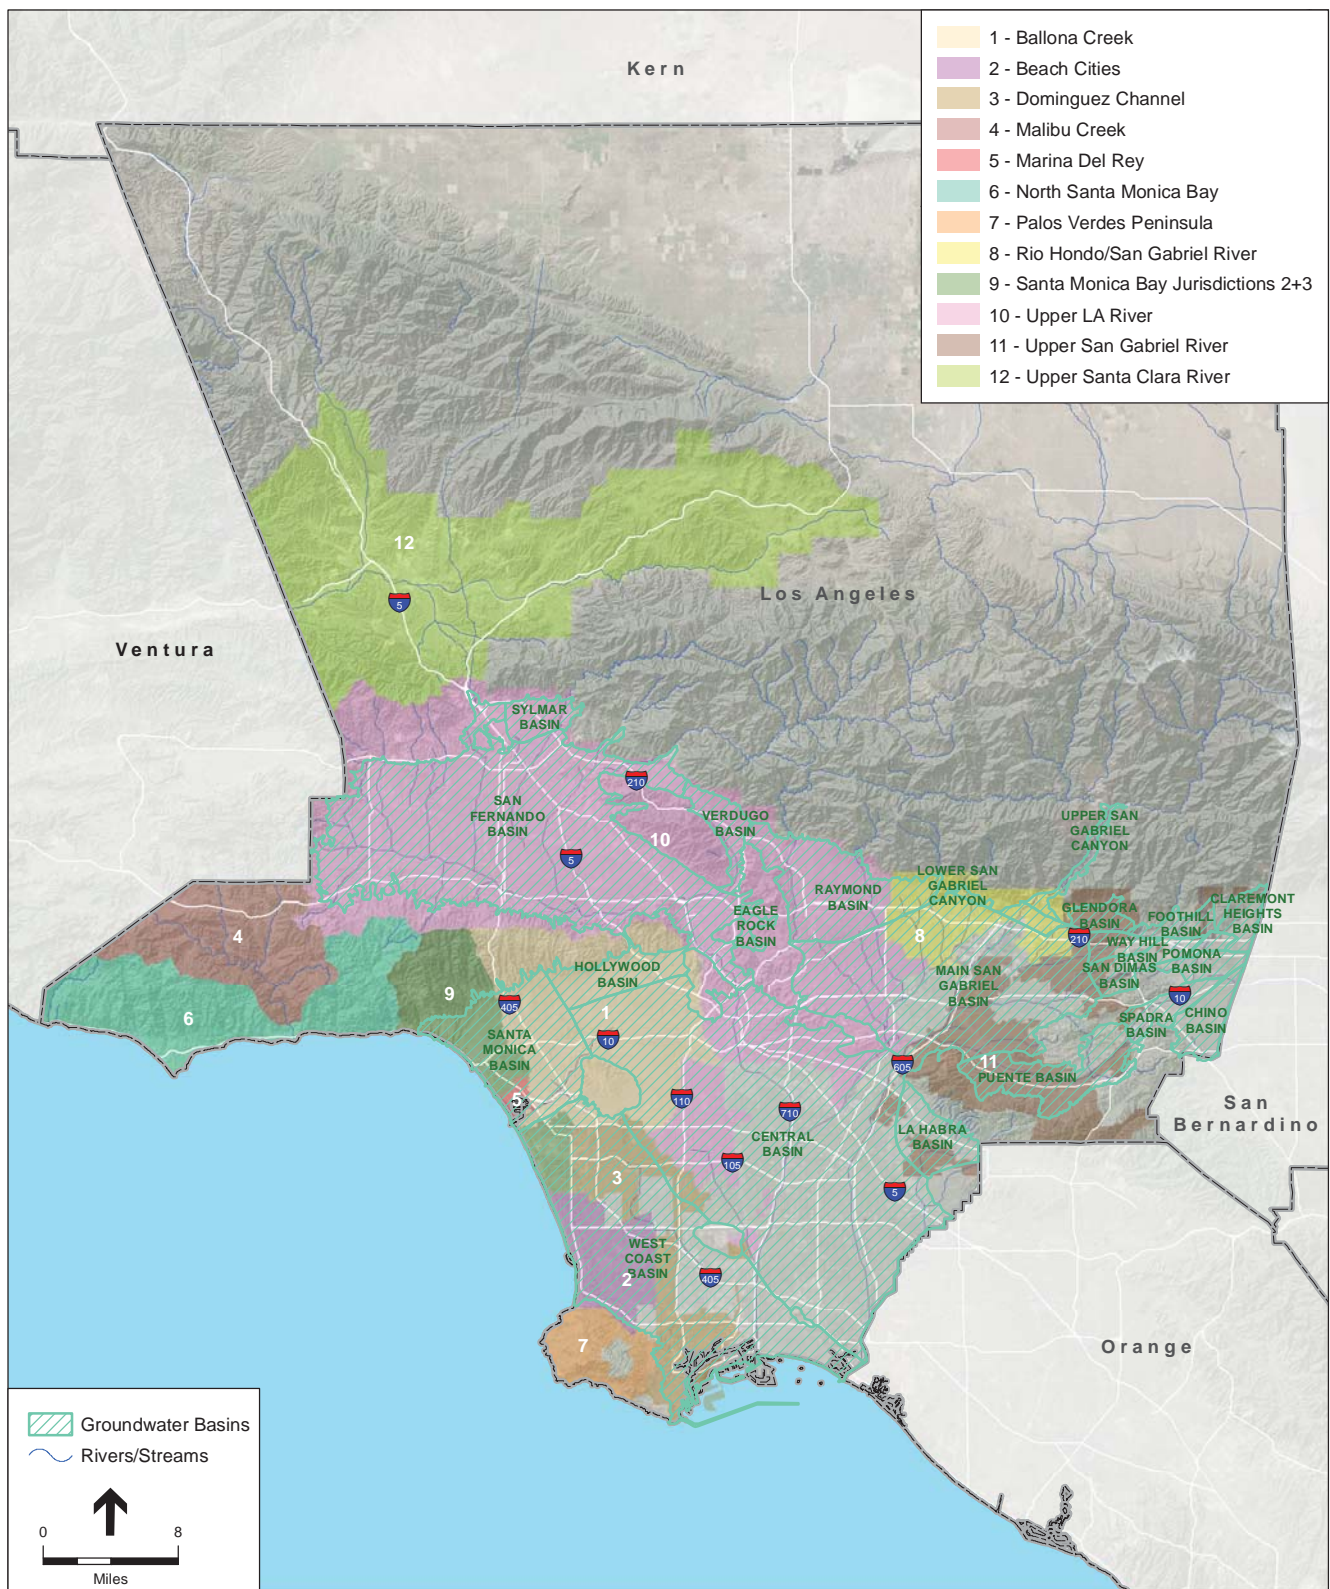 Kern
1 - Ballona Creek
2 - Beach Cities
3 - Dominguez Channel
4 - Malibu Creek
5 - Marina Del Rey
6 - North Santa Monica Bay
7 - Palos Verdes Peninsula
8 - Rio Hondo/San Gabriel River
9 - Santa Monica Bay Jurisdictions 2+3
10 - Upper LA River
11 - Upper San Gabriel River
12 - Upper Santa Clara River
12
Los Angeles
5
Ventura
SYLMAR
BASIN
210
SAN
FERNANDO
BASIN
VERDUGO
BASIN
10
5
UPPER SAN
GABRIEL
CANYON
LOWER SAN
GABRIEL
CANYON
RAYMOND
BASIN
EAGLE
ROCK
BASIN
GLENDORA
BASIN
FOOTHILL
BASIN
CLAREMONT
HEIGHTS
BASIN
4
8
210
WAY HILL
BASIN
POMONA
BASIN
SAN DIMAS
BASIN
MAIN SAN
GABRIEL
BASIN
HOLLYWOOD
BASIN
9
405
1
10
10
6
SANTA
MONICA
BASIN
SPADRA
BASIN
CHINO
BASIN
605
11
PUENTE BASIN
5
110
710
San
Bernardino
CENTRAL
BASIN
LA HABRA
BASIN
105
3
5
WEST
COAST
BASIN
2
405
7
Orange
Groundwater Basins
Rivers/Streams
0
8
Miles